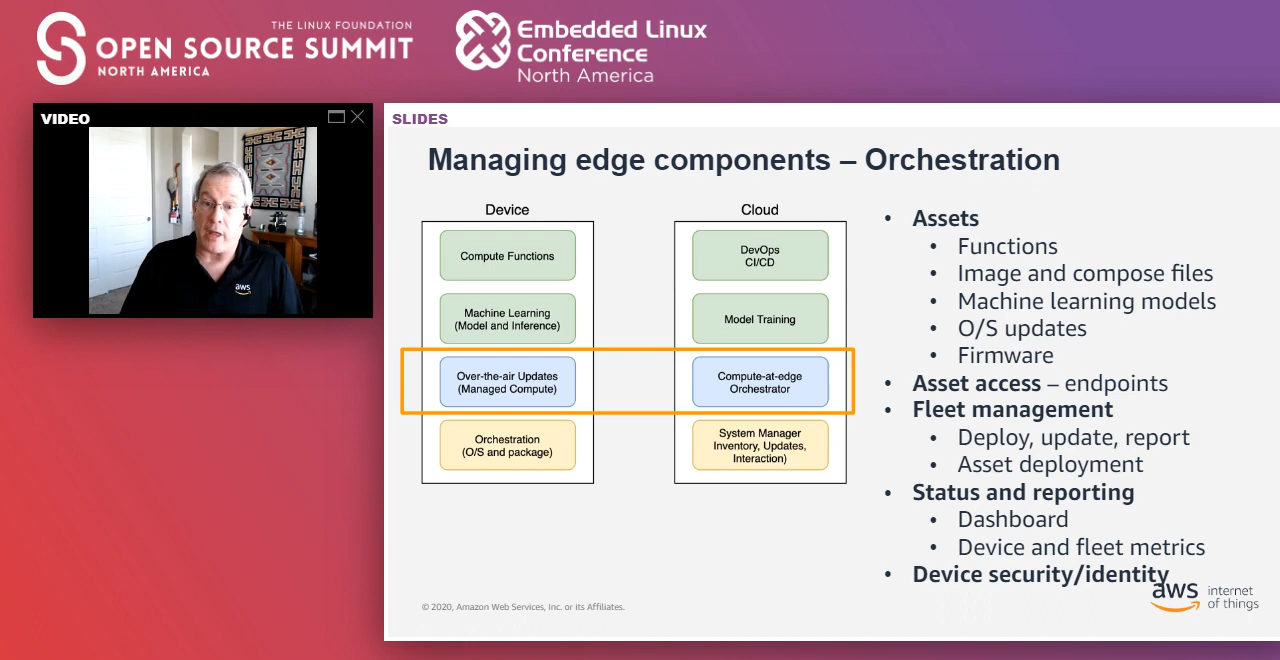 THE LINUX FOUNDATION
OPEN SOURCE SUMMIT
NORTH AMERICA
Embedded Linux
Conference
North America
VIDEO
aws
SLIDES
Managing edge components – Orchestration
Device
Compute Functions
Machine Learning
(Model and Inference)
Over-the-air Updates
(Managed Compute)
Orchestration
(O/S and package)
Cloud
DevOps
CI/CD
Model Training
Compute-at-edge
Orchestrator
System Manager
Inventory, Updates,
Interaction)
• Assets
• Functions
• Image and compose files
• Machine learning models
• O/S updates
• Firmware
• Asset access – endpoints
• Fleet management
• Deploy, update, report
• Asset deployment
• Status and reporting
• Dashboard
• Device and fleet metrics
• Device security/identity
© 2020, Amazon Web Services, Inc. or its Affiliates.
aws internet
of things